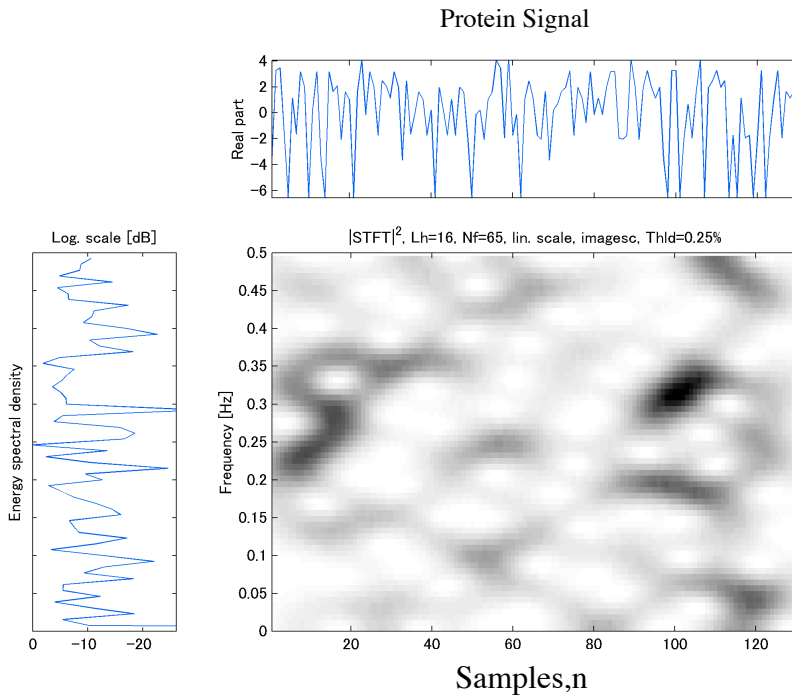 Protein Signal
4
2
0
-2
-4
-6
Real part
Log. scale [dB]
|STFT|², Lh=16, Nf=65, lin. scale, imagesc, Thld=0.25%
0.5
0.45
0.4
0.35
0.3
0.25
0.2
0.15
0.1
0.05
0
Energy spectral density
Frequency [Hz]
0 -10 -20
20 40 60 80 100 120
Samples,n